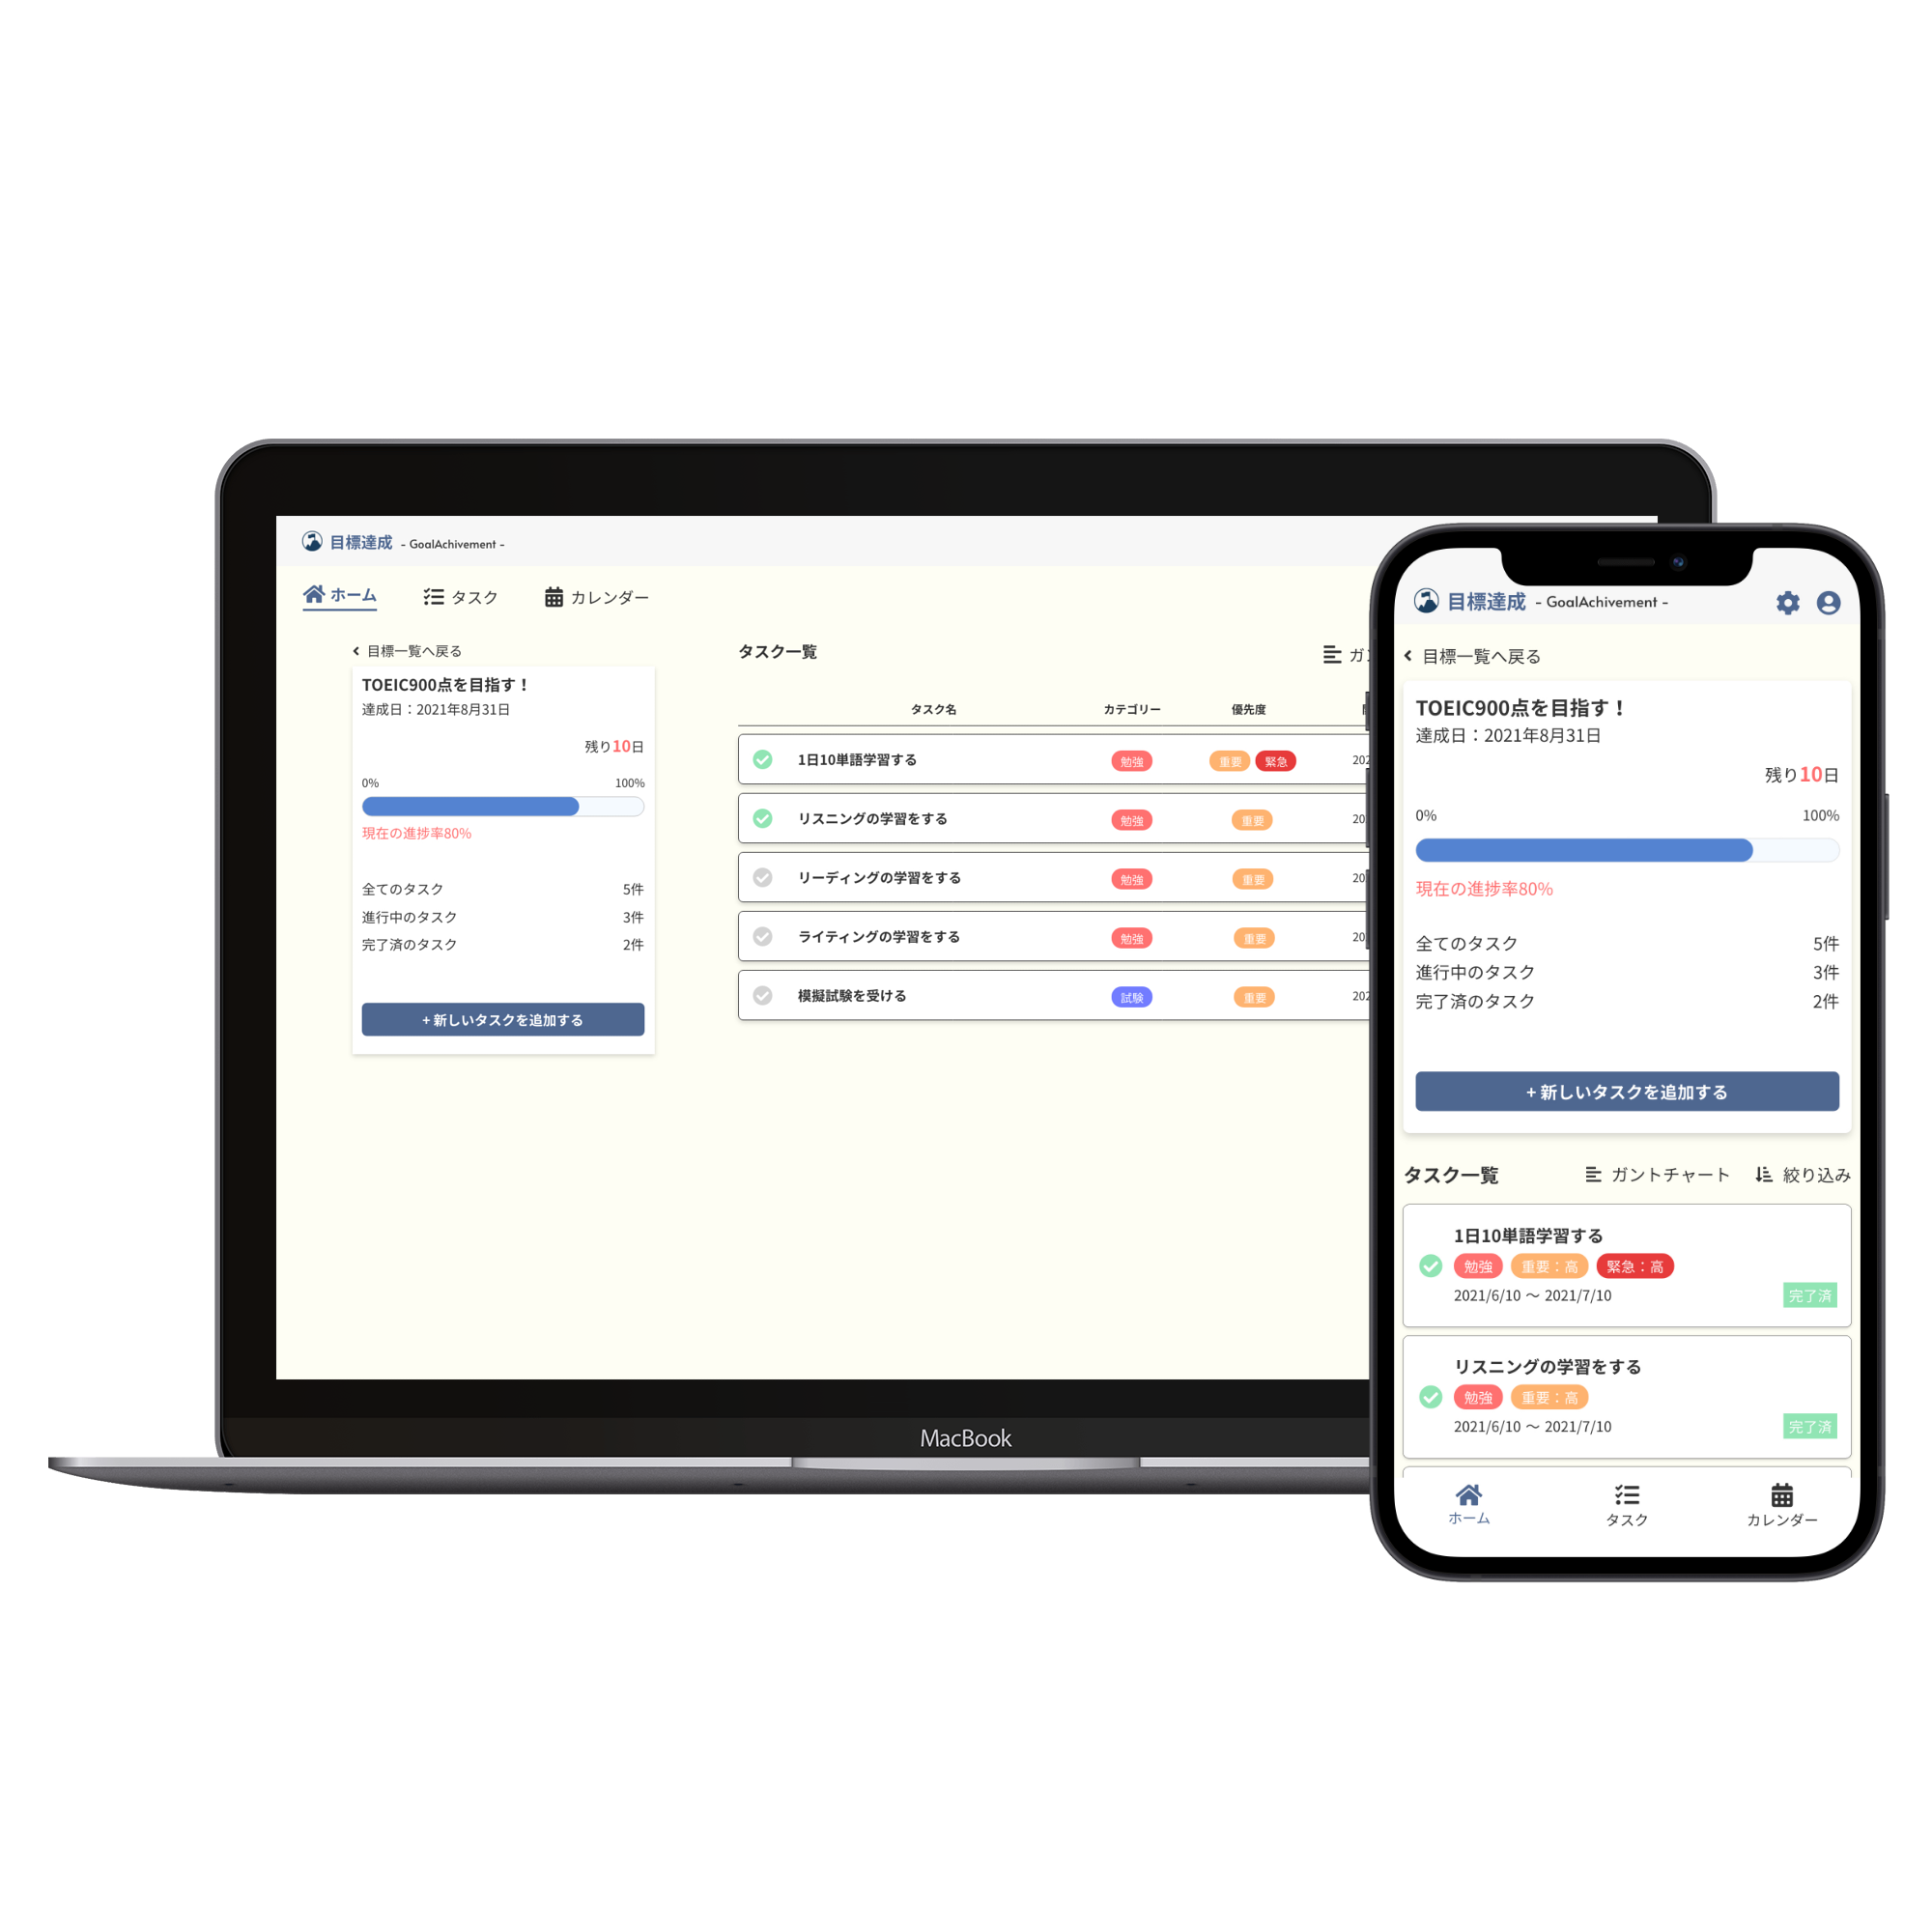 目標達成 - GoalAchivement -
ホーム タスク カレンダー
目標一覧へ戻る
TOEIC900点を目指す！
達成日：2021年8月31日
残り10日
0% 100%
現在の進捗率80%
全てのタスク 5件
進行中のタスク 3件
完了済のタスク 2件
+ 新しいタスクを追加する
タスク一覧
タスク名 カテゴリー 優先度
1日10単語学習する 勉強 重要 緊急
リスニングの学習をする 勉強 重要
リーディングの学習をする 勉強 重要
ライティングの学習をする 勉強 重要
模擬試験を受ける 試験 重要
MacBook
目標達成 - GoalAchivement -
目標一覧へ戻る
TOEIC900点を目指す！
達成日：2021年8月31日
残り10日
0% 100%
現在の進捗率80%
全てのタスク 5件
進行中のタスク 3件
完了済のタスク 2件
+ 新しいタスクを追加する
タスク一覧 ガントチャート 絞り込み
1日10単語学習する
勉強 重要：高 緊急：高
2021/6/10 〜 2021/7/10 完了済
リスニングの学習をする
勉強 重要：高
2021/6/10 〜 2021/7/10 完了済
ホーム タスク カレンダー